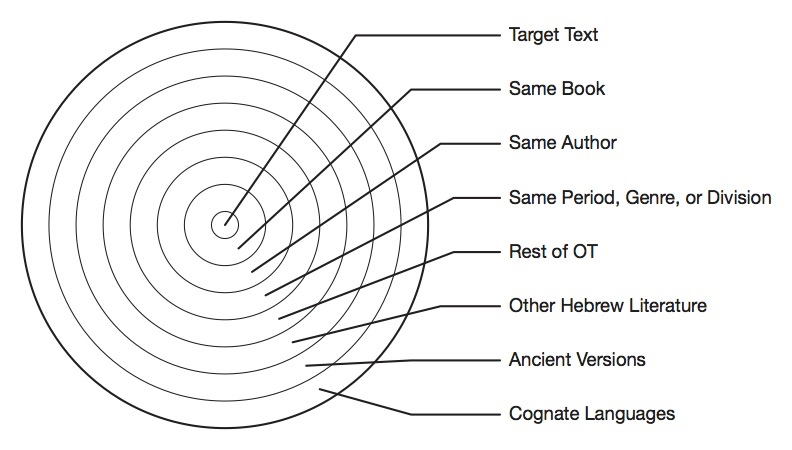 Target Text
Same Book
Same Author
Same Period, Genre, or Division
Rest of OT
Other Hebrew Literature
Ancient Versions
Cognate Languages